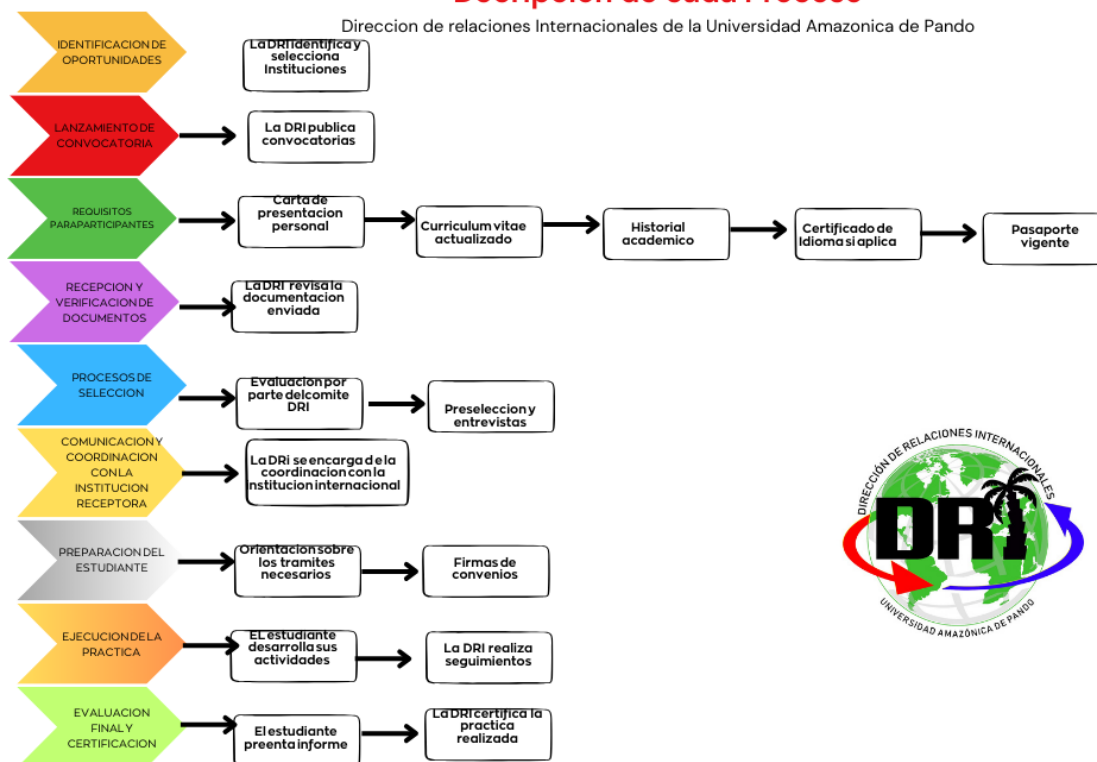 Descripcion de cada Proceso
Direccion de relaciones Internacionales de la Universidad Amazonica de Pando
IDENTIFICACION DE
OPORTUNIDADES
La DRI identifica y
selecciona
Instituciones
LANZAMIENTO DE
CONVOCATORIA
La DRI publica
convocatorias
REQUISITOS
PARAPARTICIPANTES
Carta de
presentacion
personal
Curriculum vitae
actualizado
Historial
academico
Certificado de
Idioma si aplica
Pasaporte
vigente
RECEPCION Y
VERIFICACION DE
DOCUMENTOS
La DRI revisa la
documentacion
enviada
PROCESOS DE
SELECCION
Evaluacion por
parte delcomite
DRI
Preseleccion y
entrevistas
COMUNICACION Y
COORDINACION
CON LA
INSTITUCION
RECEPTORA
La DRi se encarga de la
coordinacion con la
institucion internacional
PREPARACION DEL
ESTUDIANTE
Orientacion sobre
los tramites
necesarios
Firmas de
convenios
EJECUCION DE LA
PRACTICA
EL estudiante
desarrolla sus
actividades
La DRI realiza
seguimientos
EVALUACION
FINAL Y
CERTIFICACION
El estudiante
preenta informe
La DRI certifica la
practica
realizada
DIRECCIÓN DE RELACIONES INTERNACIONALES
DRI
UNIVERSIDAD AMAZÓNICA DE PANDO